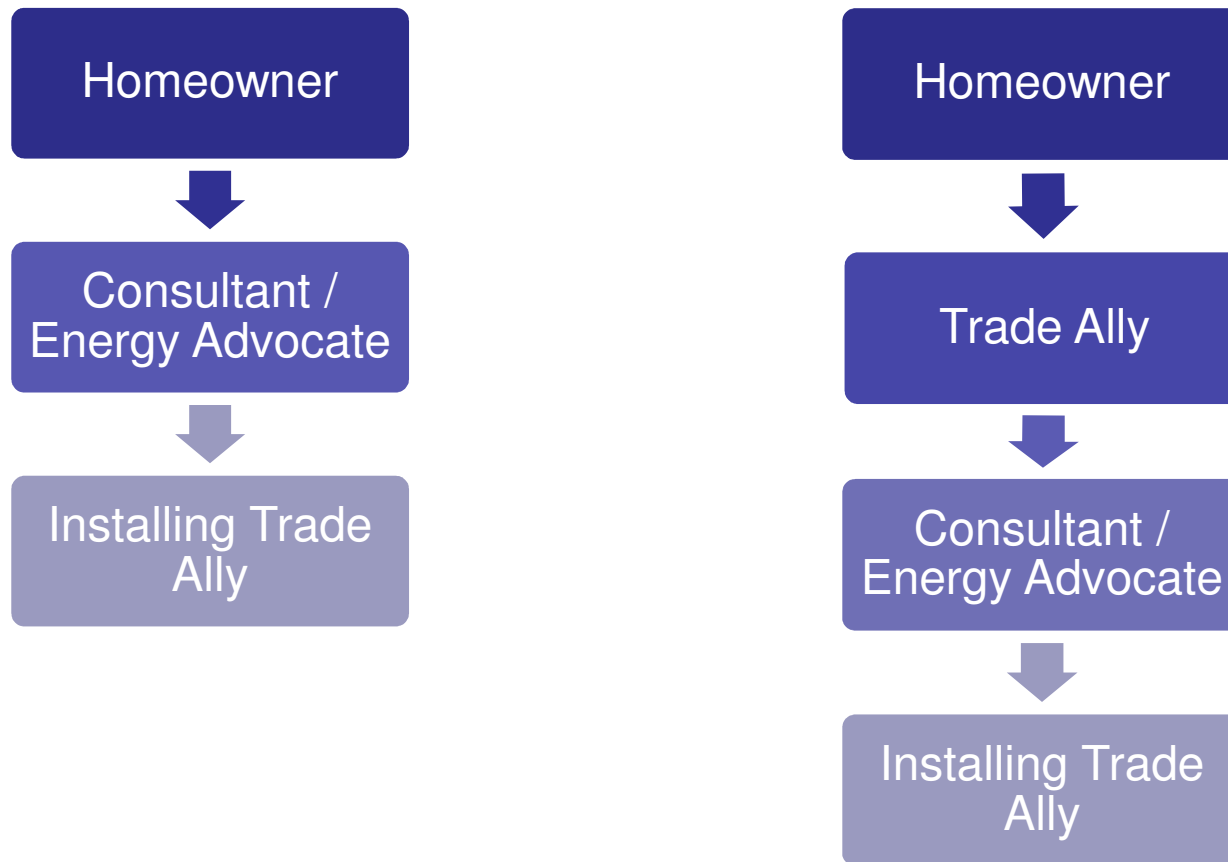 Homeowner
Consultant /
Energy Advocate
Installing Trade
Ally
Homeowner
Trade Ally
Consultant /
Energy Advocate
Installing Trade
Ally